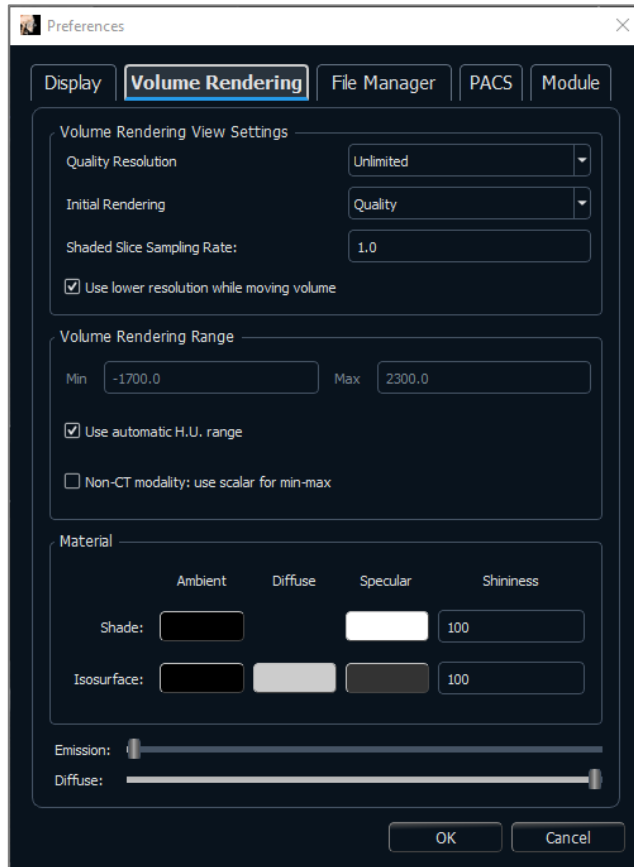 Preferences
Display Volume Rendering File Manager PACS Module
Volume Rendering View Settings
Quality Resolution Unlimited
Initial Rendering Quality
Shaded Slice Sampling Rate: 1.0
Use lower resolution while moving volume
Volume Rendering Range
Min -1700.0 Max 2300.0
Use automatic H.U. range
Non-CT modality: use scalar for min-max
Material
Ambient Diffuse Specular Shininess
Shade: 100
Isosurface: 100
Emission:
Diffuse:
OK Cancel